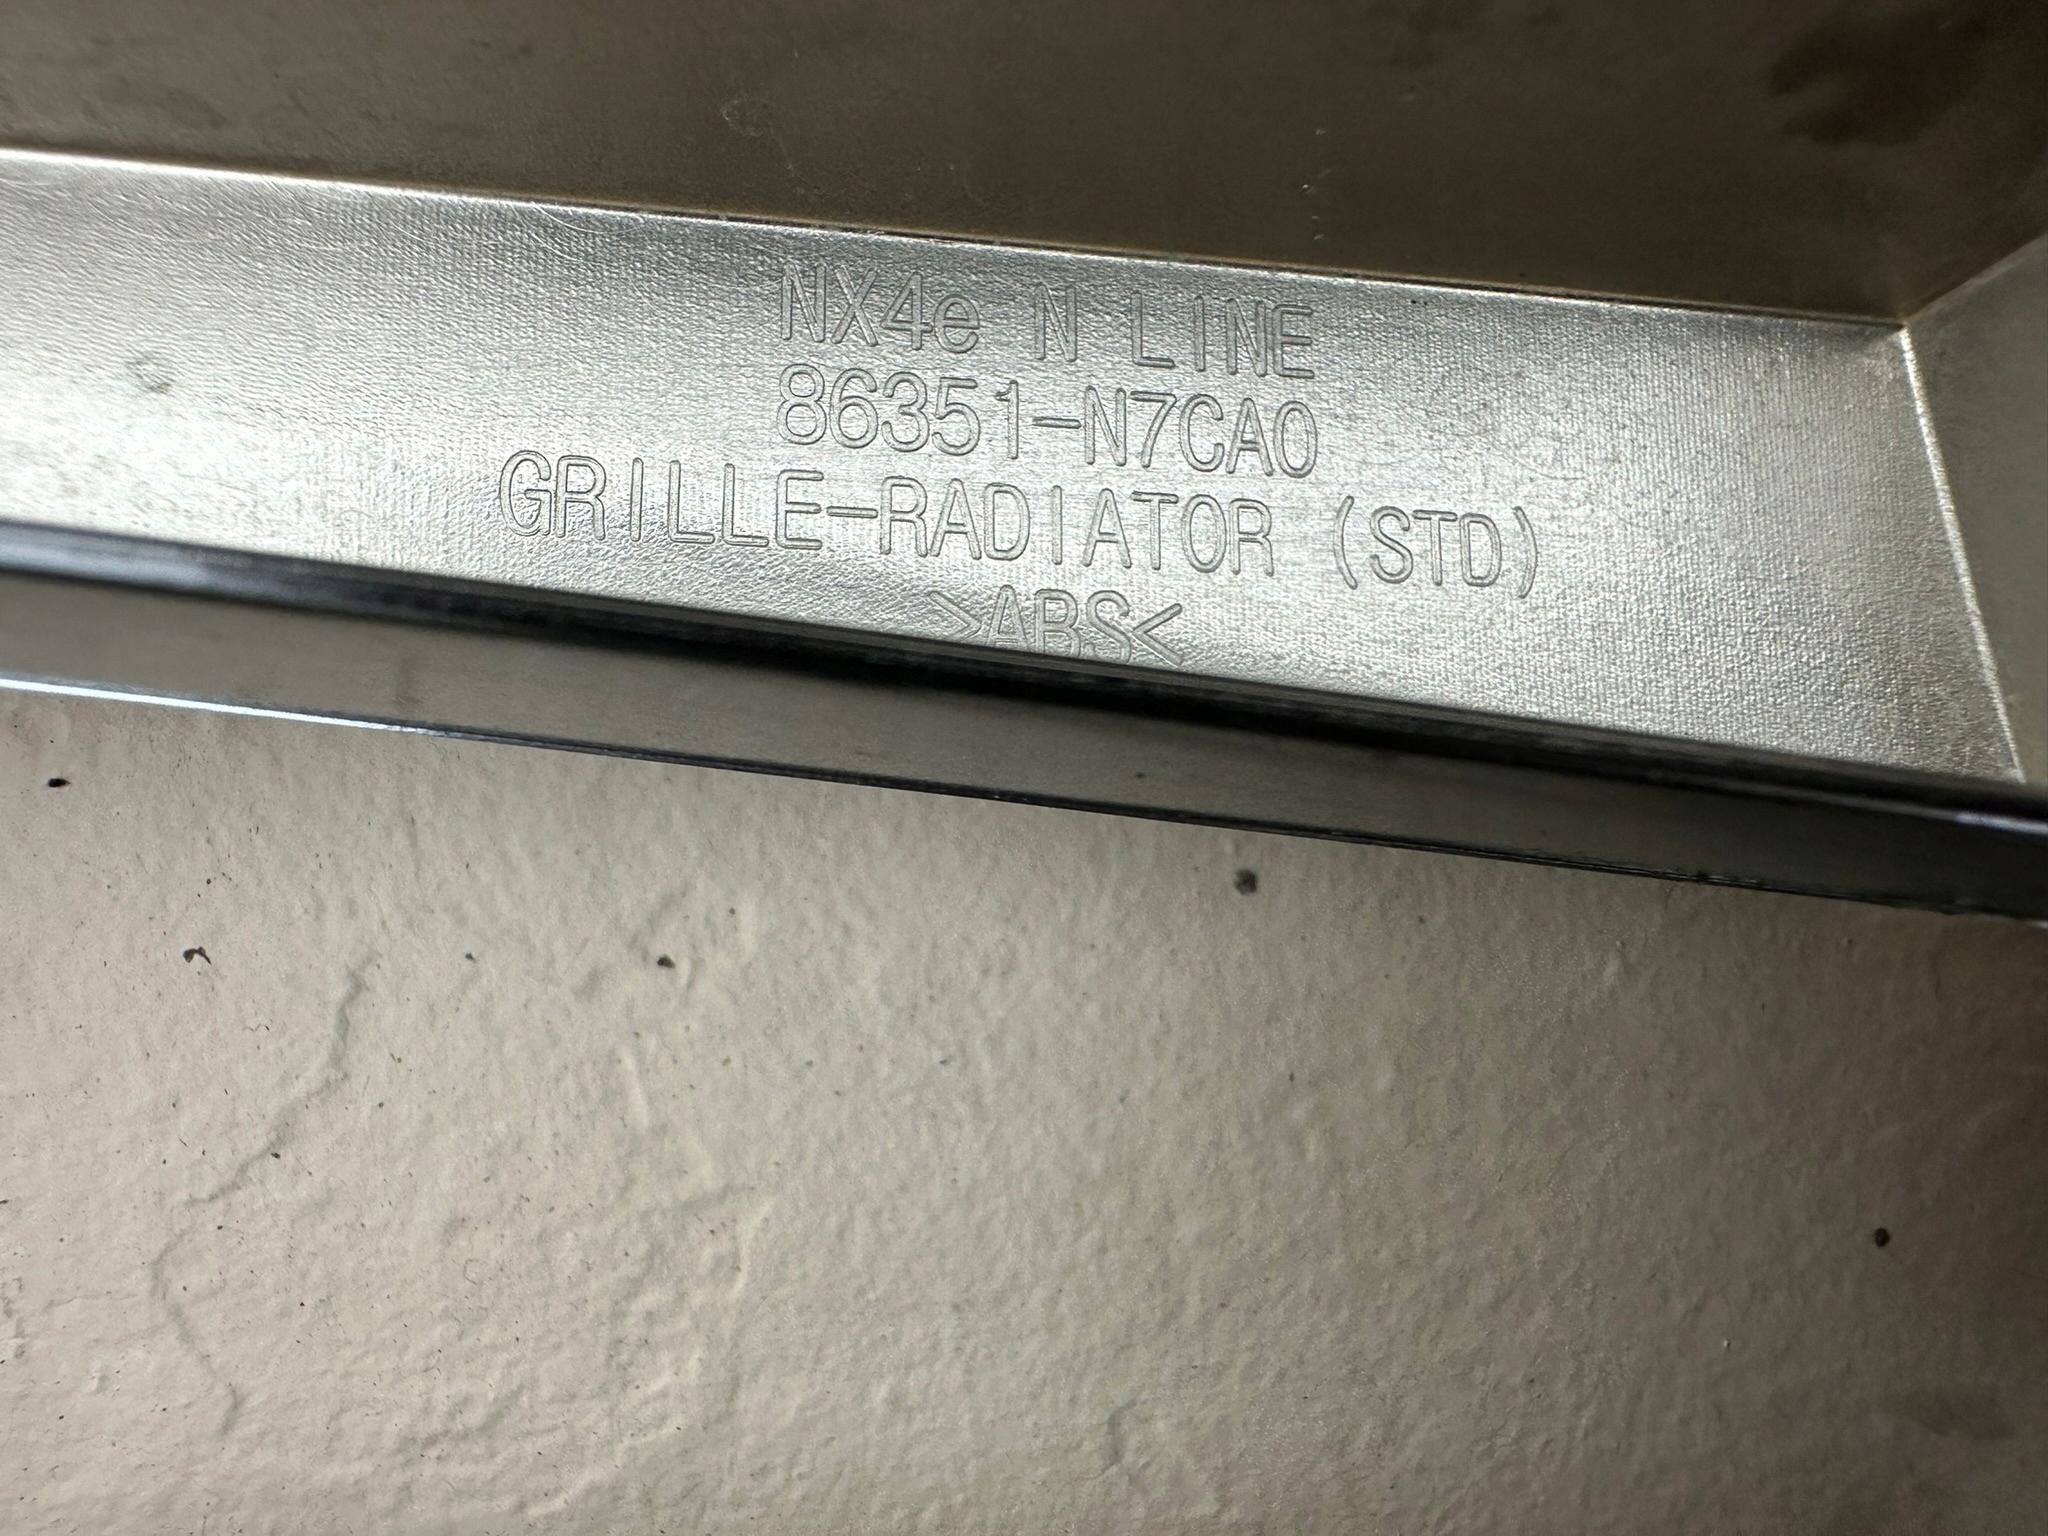 NX4e N LINE
86351-N7CA0
GRILLE-RADIATOR (STD)
>ABS<